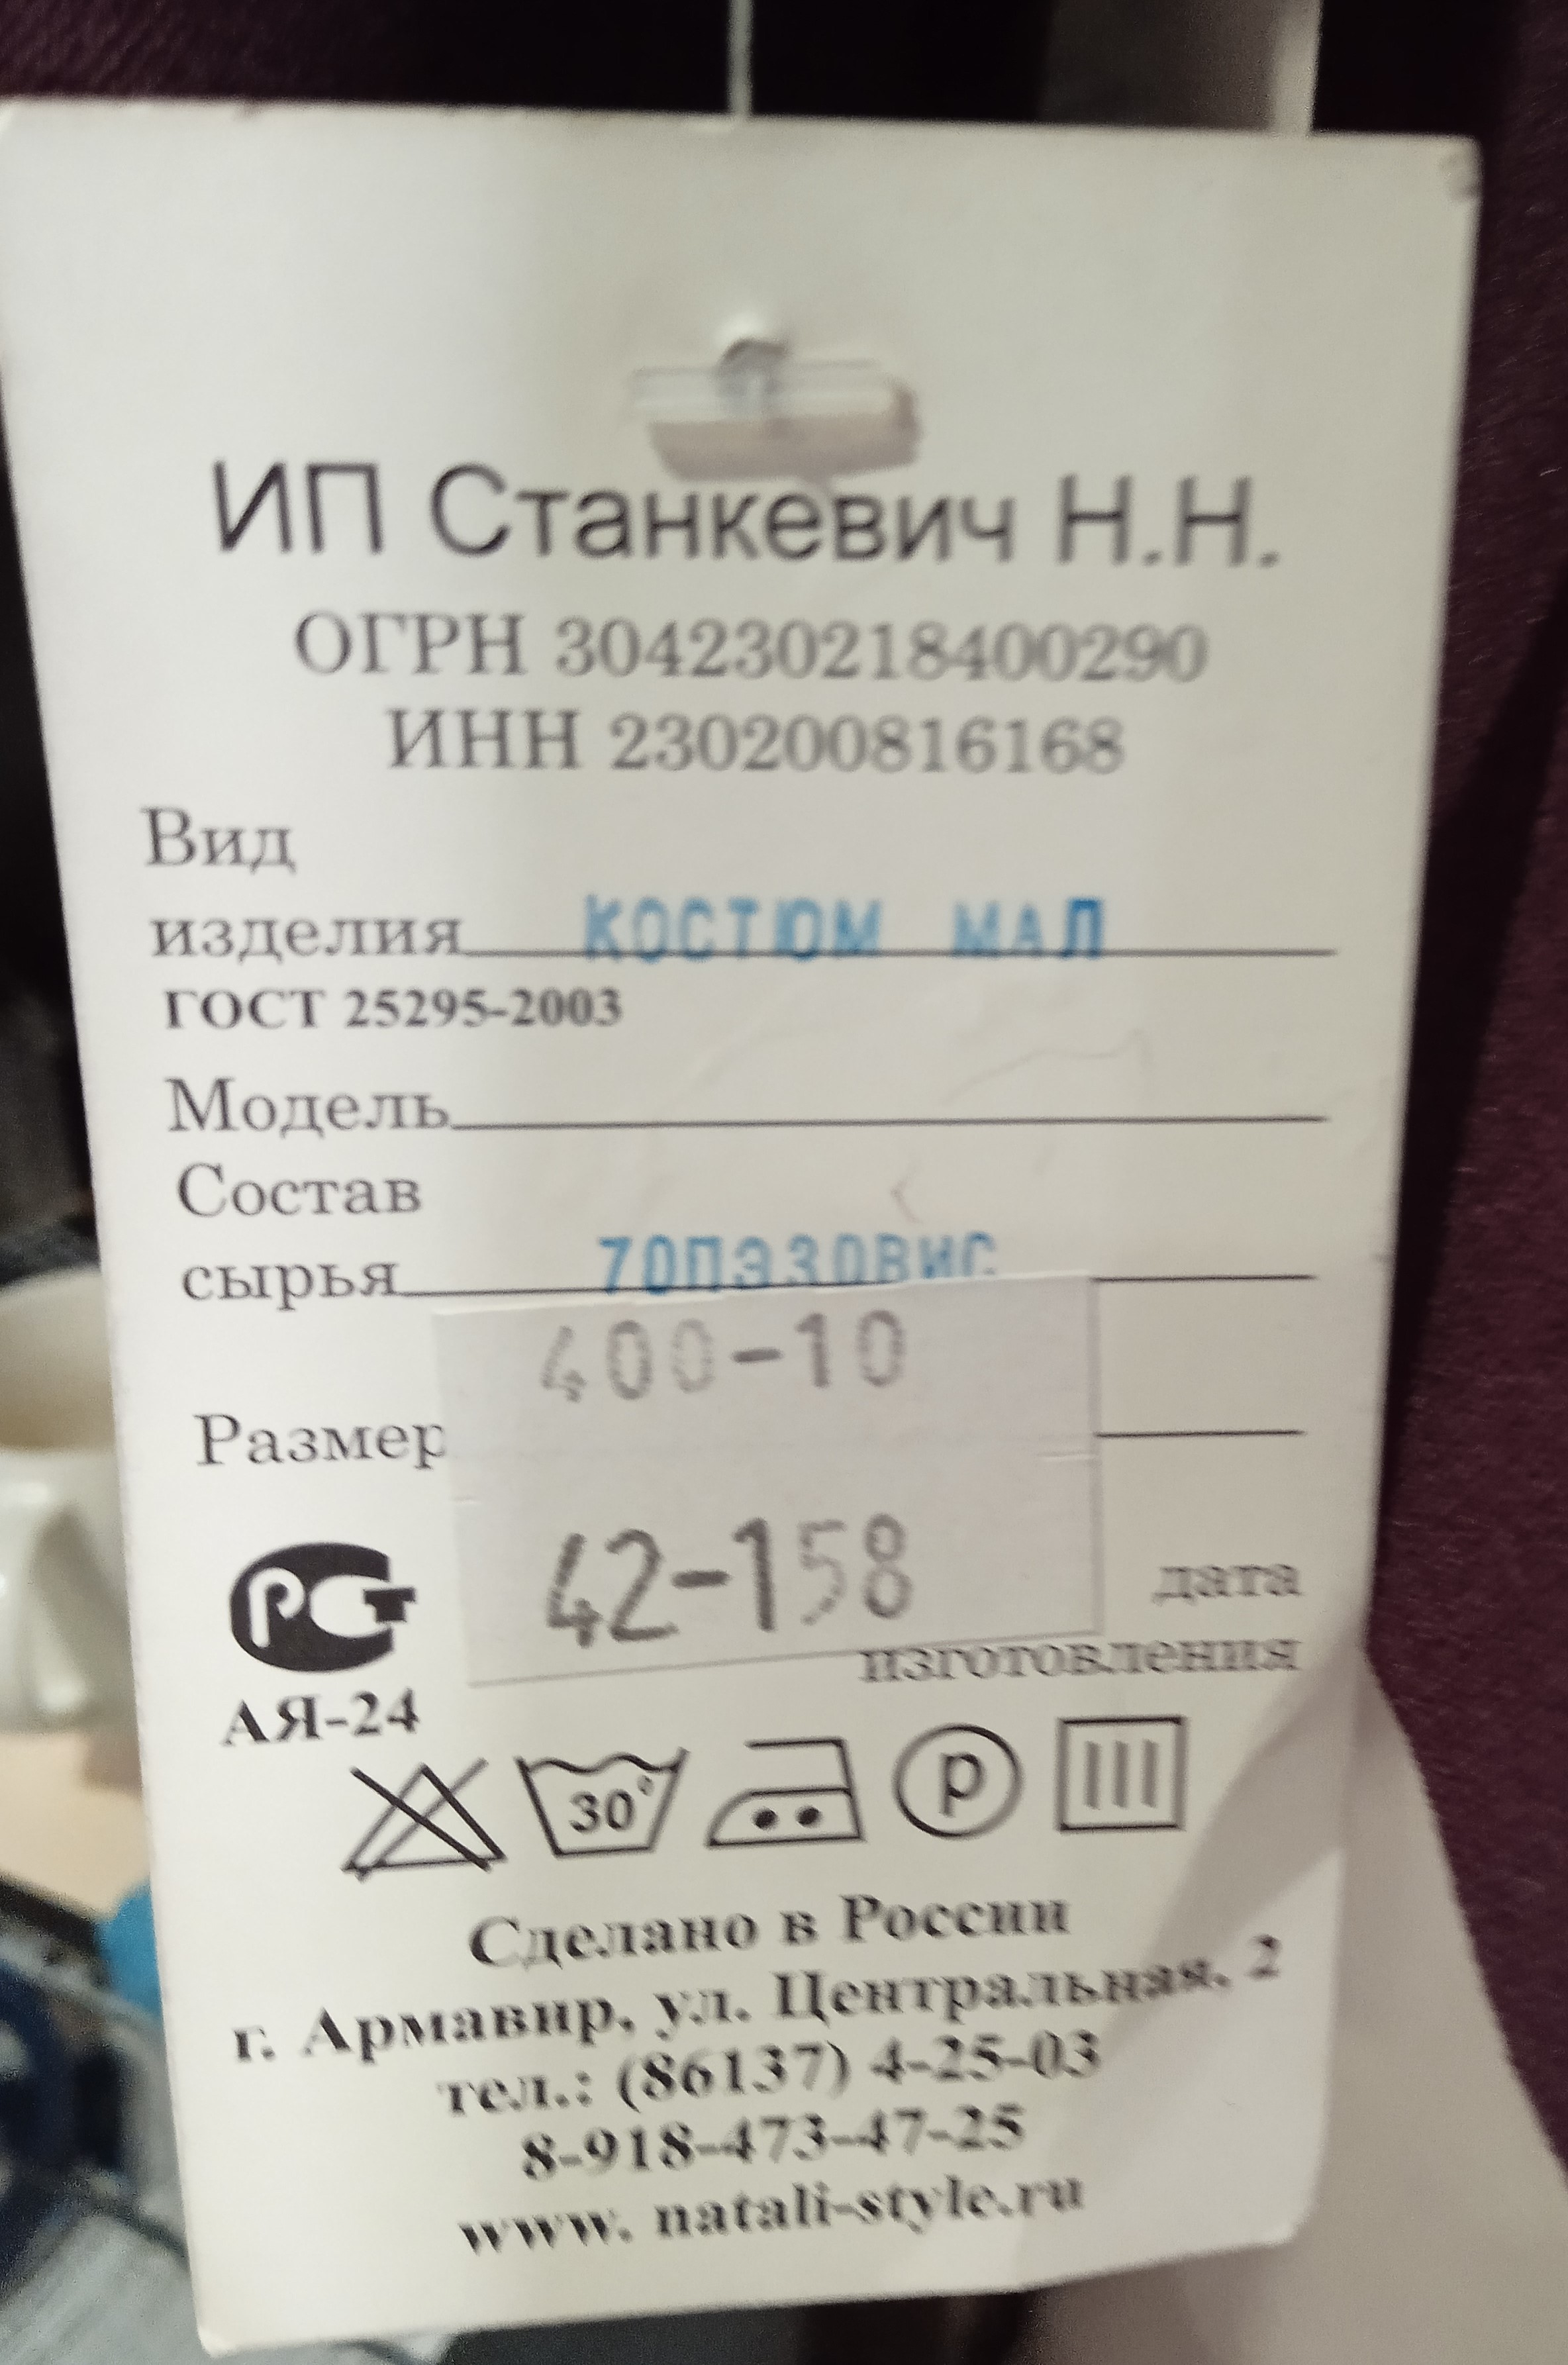 ИП Станкевич Н.Н.
ОГРН 304230218400290
ИНН 230200816168
Вид
изделия КОСТЮМ МАЛ
ГОСТ 25295-2003
Модель
Состав
сырья 70ПЭ30ВИС
400-10
Размер
42-158
дата
изготовления
РСТ
АЯ-24
30° P
Сделано в России
г. Армавир, ул. Центральная, 2
тел.: (86137) 4-25-03
8-918-473-47-25
www. natali-style.ru